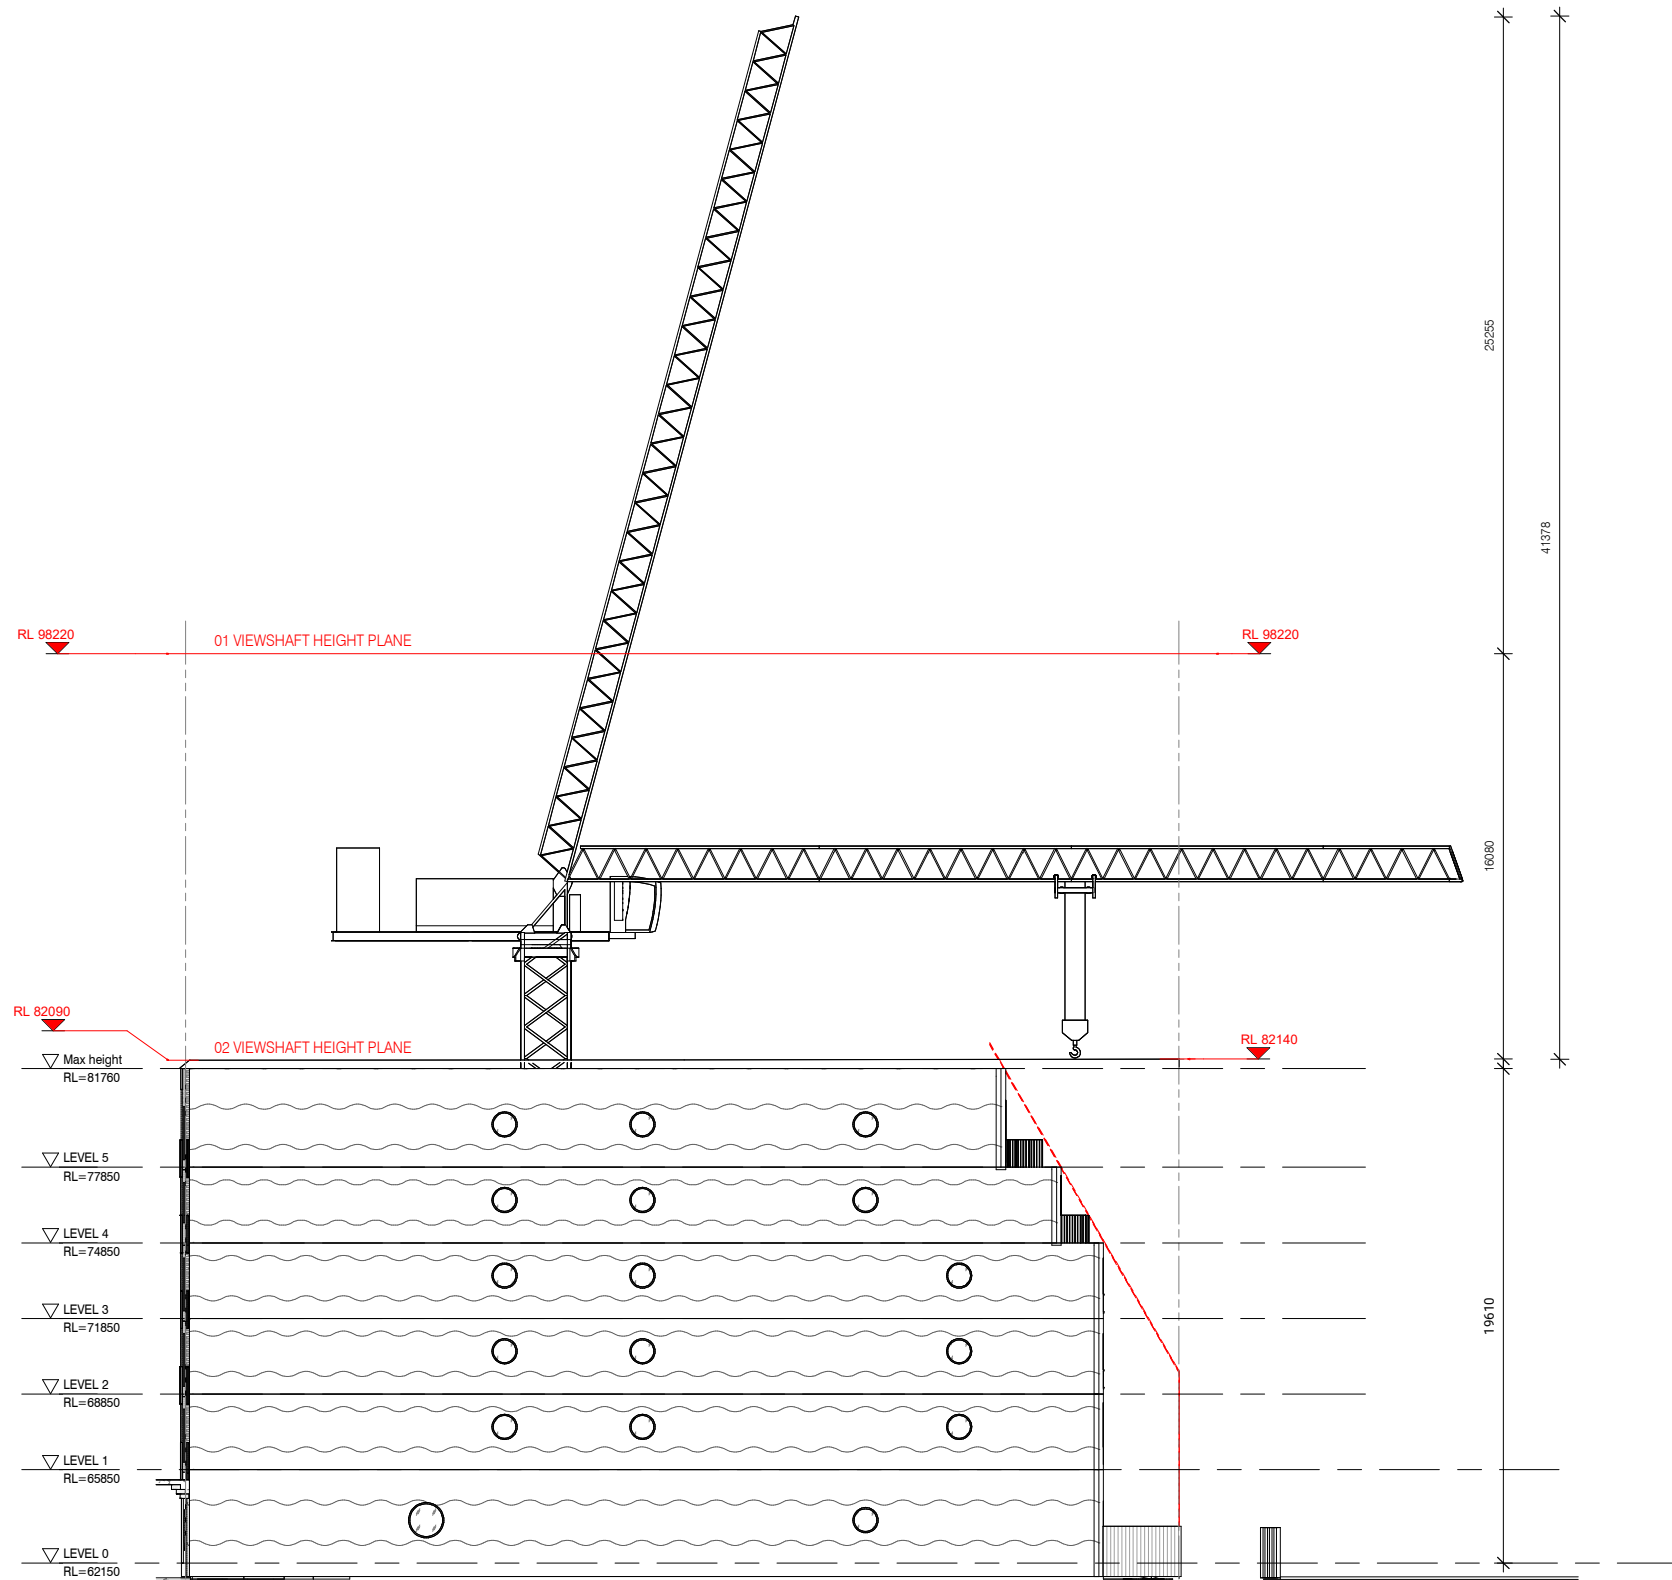 25255
41378
RL 98220
01 VIEWSHAFT HEIGHT PLANE
RL 98220
16080
RL 82090
02 VIEWSHAFT HEIGHT PLANE
RL 82140
Max height
RL=81760
LEVEL 5
RL=77850
LEVEL 4
RL=74850
LEVEL 3
RL=71850
19610
LEVEL 2
RL=68850
LEVEL 1
RL=65850
LEVEL 0
RL=62150